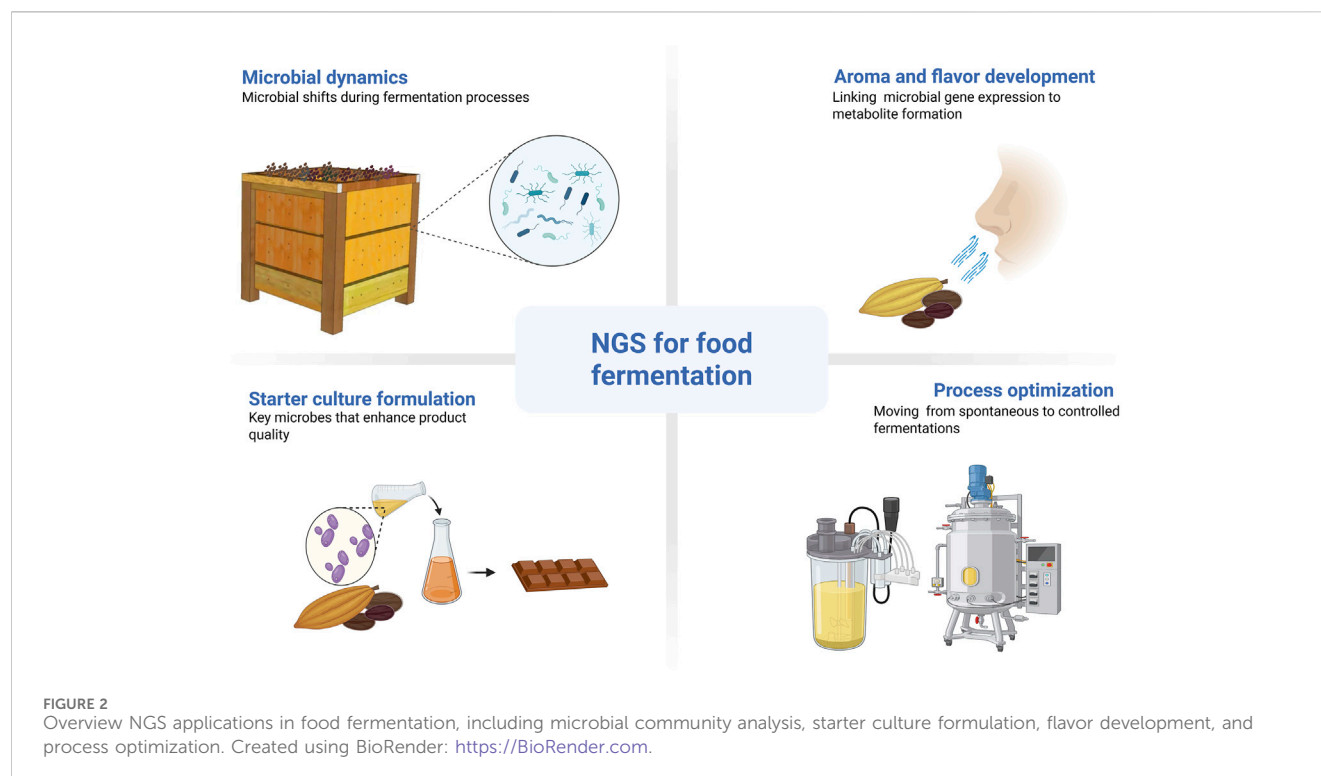 Microbial dynamics
Microbial shifts during fermentation processes
Aroma and flavor development
Linking microbial gene expression to
metabolite formation
NGS for food
fermentation
Starter culture formulation
Key microbes that enhance product
quality
Process optimization
Moving from spontaneous to controlled
fermentations
FIGURE 2
Overview NGS applications in food fermentation, including microbial community analysis, starter culture formulation, flavor development, and
process optimization. Created using BioRender: https://BioRender.com.